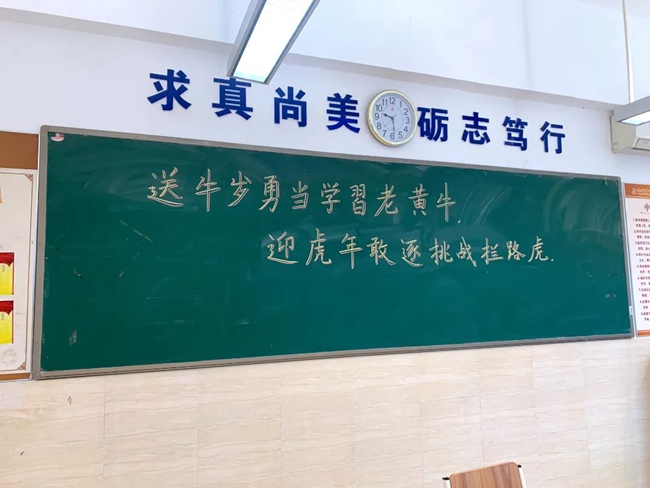 求真尚美 砺志笃行
送牛岁勇当学習老黄牛,
迎虎年敢逐挑战拦路虎.